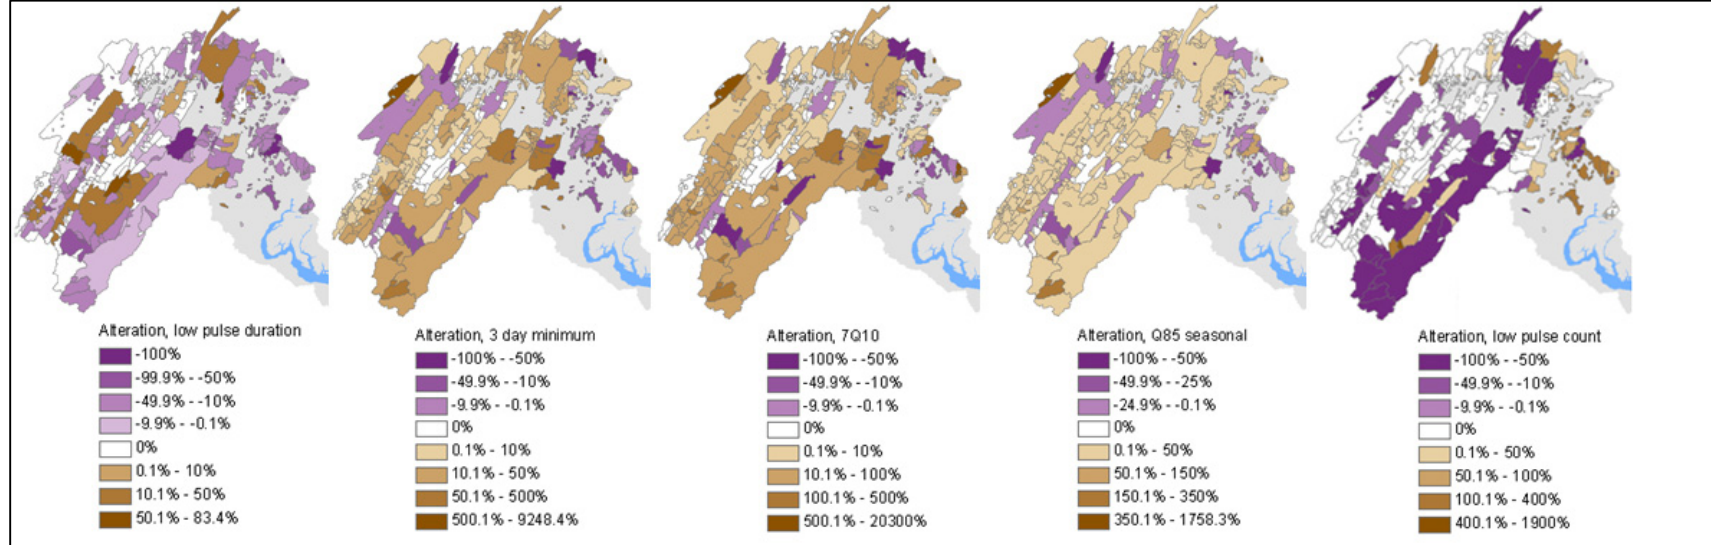 Alteration, low pulse duration
-100%
-99.9% - -50%
-49.9% - -10%
-9.9% - -0.1%
0%
0.1% - 10%
10.1% - 50%
50.1% - 83.4%
Alteration, 3 day minimum
-100% - -50%
-49.9% - -10%
-9.9% - -0.1%
0%
0.1% - 10%
10.1% - 50%
50.1% - 500%
500.1% - 9248.4%
Alteration, 7Q10
-100% - -50%
-49.9% - -10%
-9.9% - -0.1%
0%
0.1% - 10%
10.1% - 100%
100.1% - 500%
500.1% - 20300%
Alteration, Q85 seasonal
-100% - -50%
-49.9% - -25%
-24.9% - -0.1%
0%
0.1% - 50%
50.1% - 150%
150.1% - 350%
350.1% - 1758.3%
Alteration, low pulse count
-100% - -50%
-49.9% - -10%
-9.9% - -0.1%
0%
0.1% - 50%
50.1% - 100%
100.1% - 400%
400.1% - 1900%